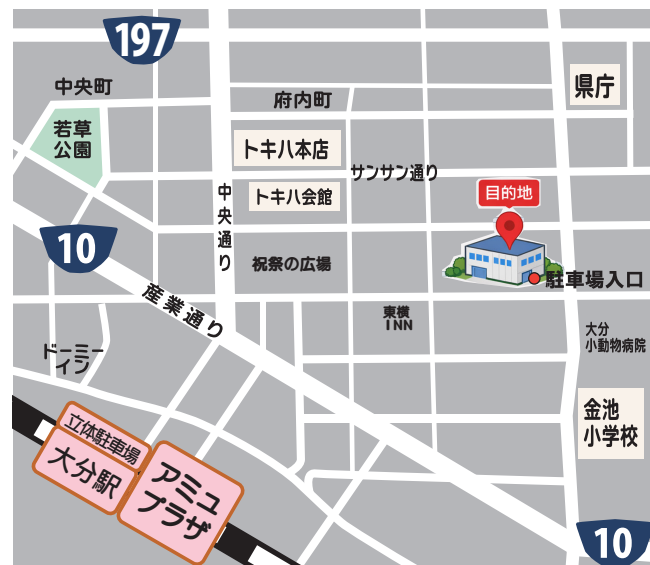 197
中央町
府内町
県庁
若草
公園
トキハ本店
サンサン通り
トキハ会館
目的地
中央通り
10
祝祭の広場
駐車場入口
産業通り
東横
INN
大分
小動物病院
ドーミー
イン
金池
小学校
立体駐車場
大分駅
アミュ
プラザ
10